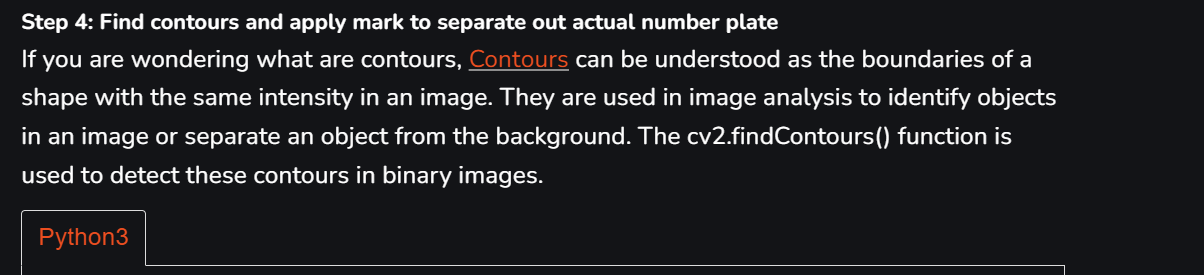 Step 4: Find contours and apply mark to separate out actual number plate
If you are wondering what are contours, Contours can be understood as the boundaries of a
shape with the same intensity in an image. They are used in image analysis to identify objects
in an image or separate an object from the background. The cv2.findContours() function is
used to detect these contours in binary images.
Python3